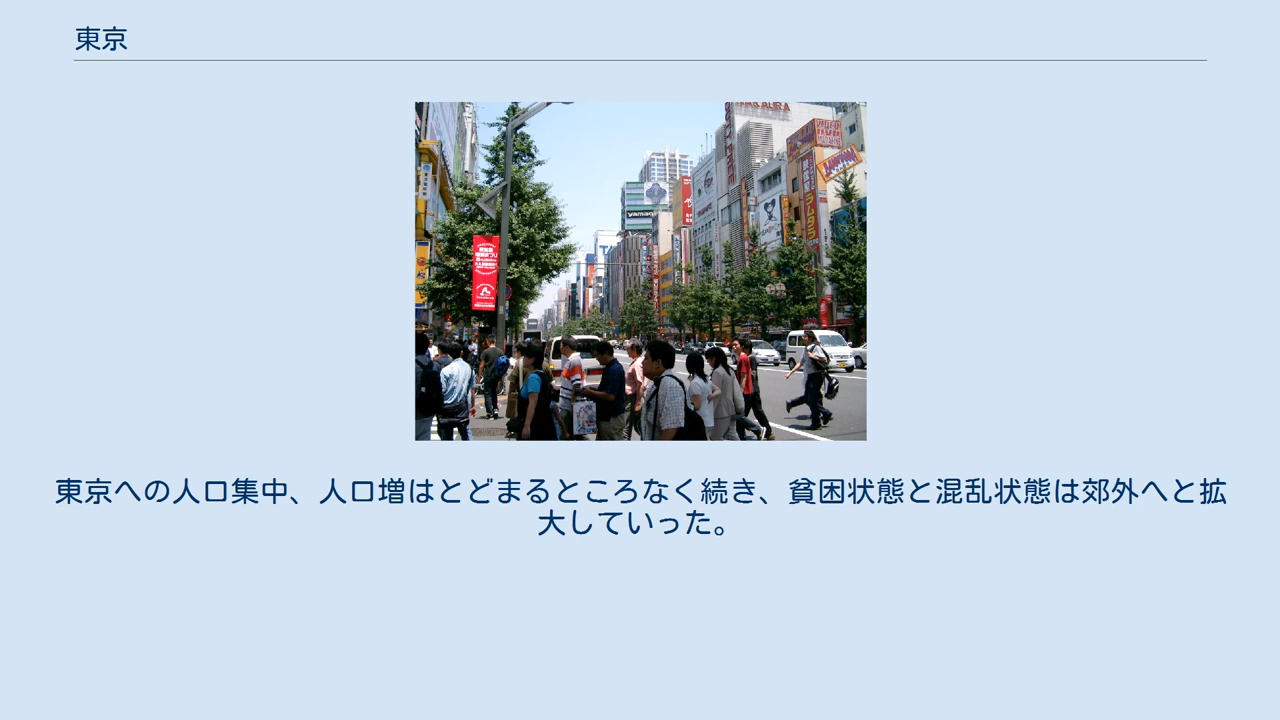 東京
東京への人口集中、人口増はとどまるところなく続き、貧困状態と混乱状態は郊外へと拡
大していった。